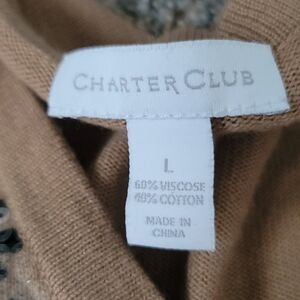 CHARTER CLUB
L
60% VISCOSE
40% COTTON
MADE IN
CHINA